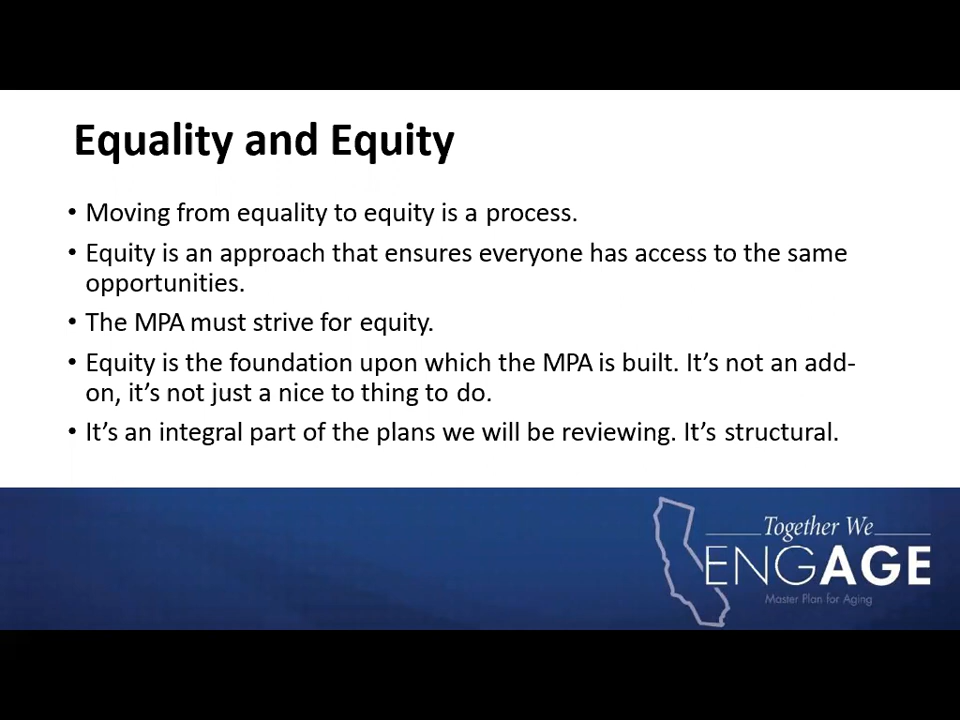 Equality and Equity
• Moving from equality to equity is a process.
• Equity is an approach that ensures everyone has access to the same
opportunities.
• The MPA must strive for equity.
• Equity is the foundation upon which the MPA is built. It’s not an add-
on, it’s not just a nice to thing to do.
• It’s an integral part of the plans we will be reviewing. It’s structural.
Together We
ENGAGE
Master Plan for Aging